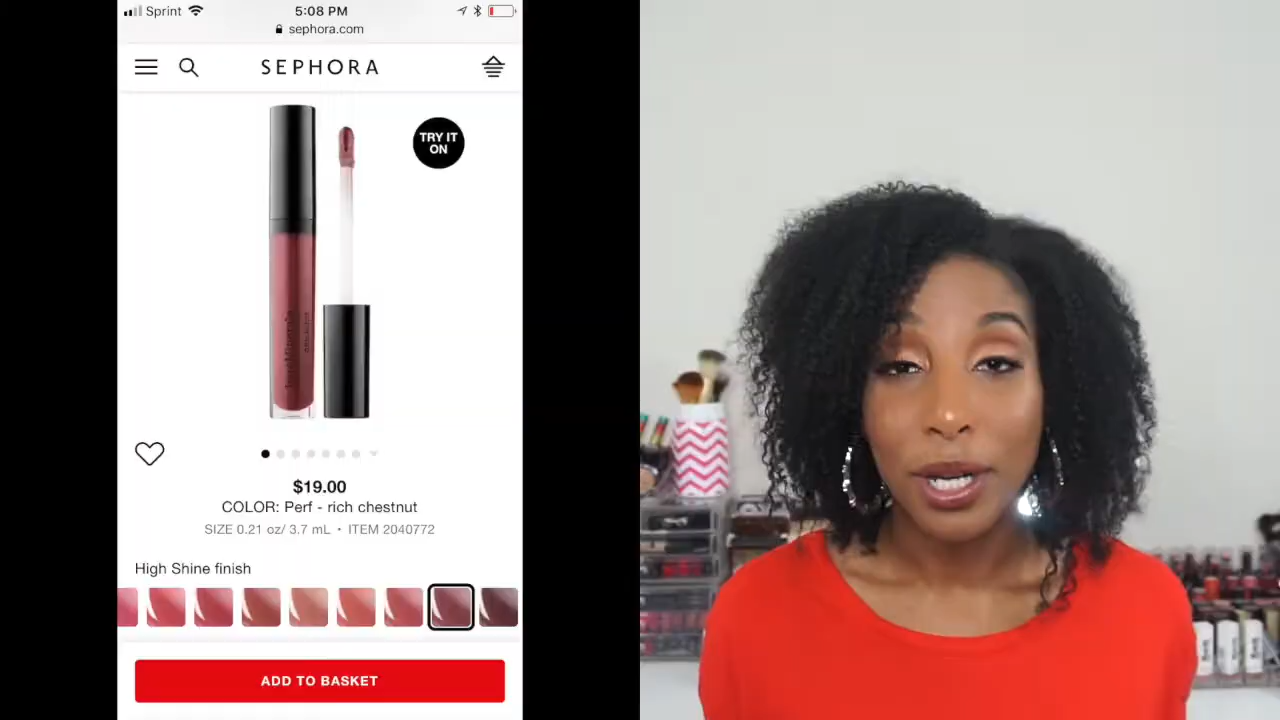 Sprint
5:08 PM
sephora.com
SEPHORA
TRY IT
ON
bareMinerals
$19.00
COLOR: Perf - rich chestnut
SIZE 0.21 oz/ 3.7 mL • ITEM 2040772
High Shine finish
ADD TO BASKET